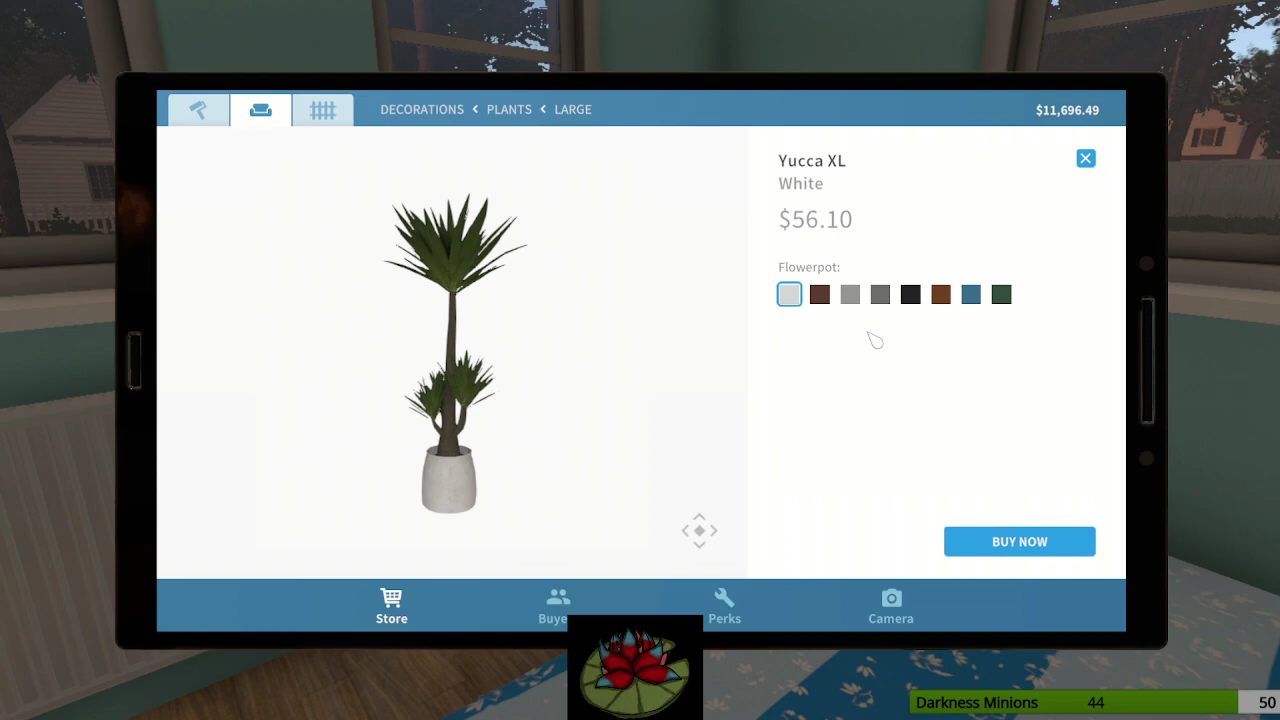 DECORATIONS < PLANTS < LARGE
$11,696.49
Yucca XL
White
$56.10
Flowerpot:
BUY NOW
Store
Buye
Perks
Camera
Darkness Minions 44 50